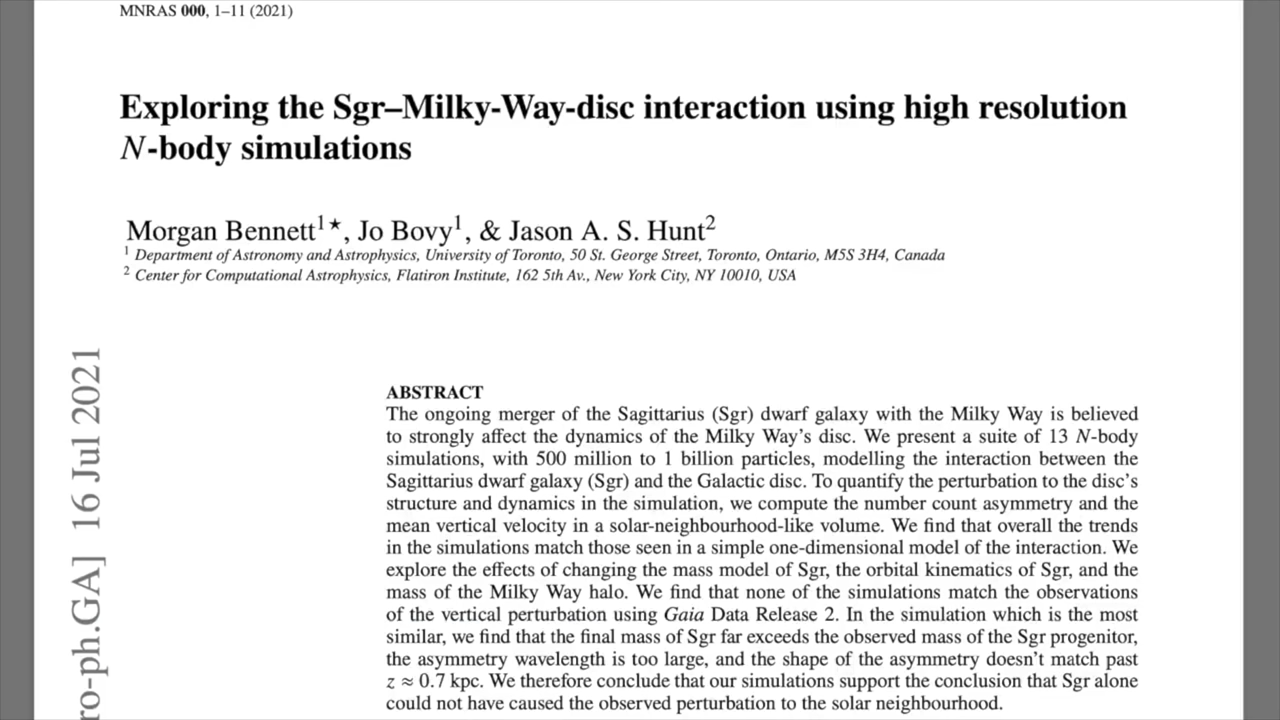 MNRAS 000, 1–11 (2021)
Exploring the Sgr–Milky-Way-disc interaction using high resolution
N-body simulations
Morgan Bennett1★, Jo Bovy1, & Jason A. S. Hunt2
1 Department of Astronomy and Astrophysics, University of Toronto, 50 St. George Street, Toronto, Ontario, M5S 3H4, Canada
2 Center for Computational Astrophysics, Flatiron Institute, 162 5th Av., New York City, NY 10010, USA
ro-ph.GA] 16 Jul 2021
ABSTRACT
The ongoing merger of the Sagittarius (Sgr) dwarf galaxy with the Milky Way is believed
to strongly affect the dynamics of the Milky Way's disc. We present a suite of 13 N-body
simulations, with 500 million to 1 billion particles, modelling the interaction between the
Sagittarius dwarf galaxy (Sgr) and the Galactic disc. To quantify the perturbation to the disc's
structure and dynamics in the simulation, we compute the number count asymmetry and the
mean vertical velocity in a solar-neighbourhood-like volume. We find that overall the trends
in the simulations match those seen in a simple one-dimensional model of the interaction. We
explore the effects of changing the mass model of Sgr, the orbital kinematics of Sgr, and the
mass of the Milky Way halo. We find that none of the simulations match the observations
of the vertical perturbation using Gaia Data Release 2. In the simulation which is the most
similar, we find that the final mass of Sgr far exceeds the observed mass of the Sgr progenitor,
the asymmetry wavelength is too large, and the shape of the asymmetry doesn't match past
z ≈ 0.7 kpc. We therefore conclude that our simulations support the conclusion that Sgr alone
could not have caused the observed perturbation to the solar neighbourhood.